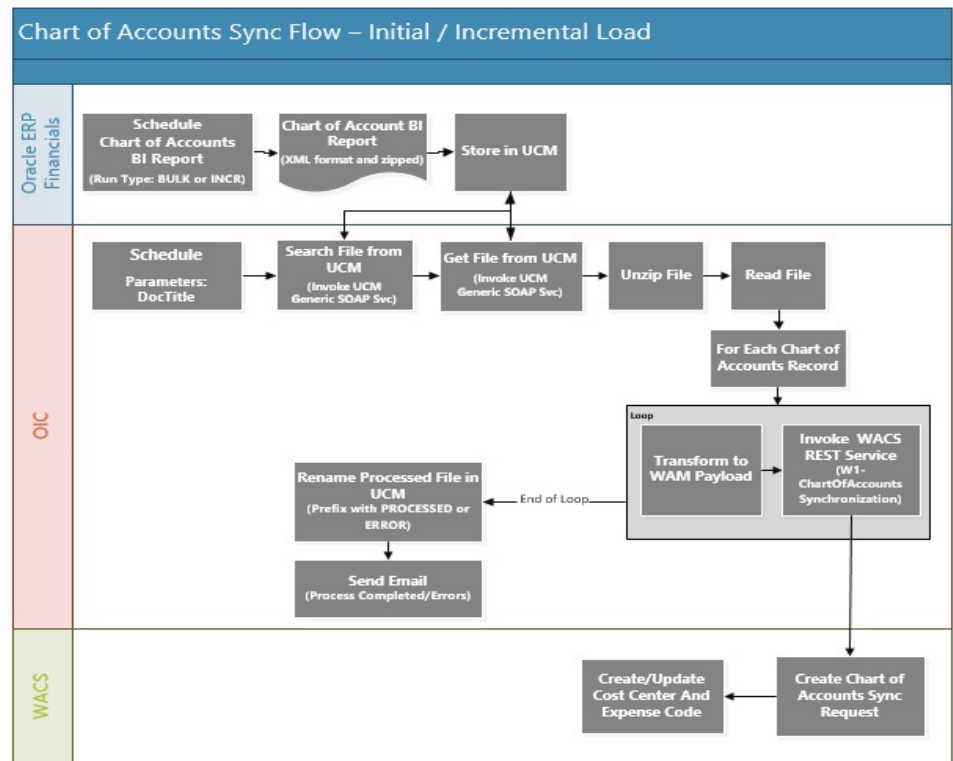 Chart of Accounts Sync Flow – Initial / Incremental Load
Oracle ERP
Financials
Schedule
Chart of Accounts
BI Report
(Run Type: BULK or INCR)
Chart of Account BI
Report
(XML format and zipped)
Store in UCM
OIC
Schedule
Parameters:
DocTitle
Search File from
UCM
(Invoke UCM
Generic SOAP Svc)
Get File from UCM
(Invoke UCM
Generic SOAP Svc)
Unzip File
Read File
For Each Chart of
Accounts Record
Loop
Transform to
WAM Payload
Invoke WACS
REST Service
(W1-
ChartOfAccounts
Synchronization)
End of Loop
Rename Processed File in
UCM
(Prefix with PROCESSED or
ERROR)
Send Email
(Process Completed/Errors)
WACS
Create/Update
Cost Center And
Expense Code
Create Chart of
Accounts Sync
Request